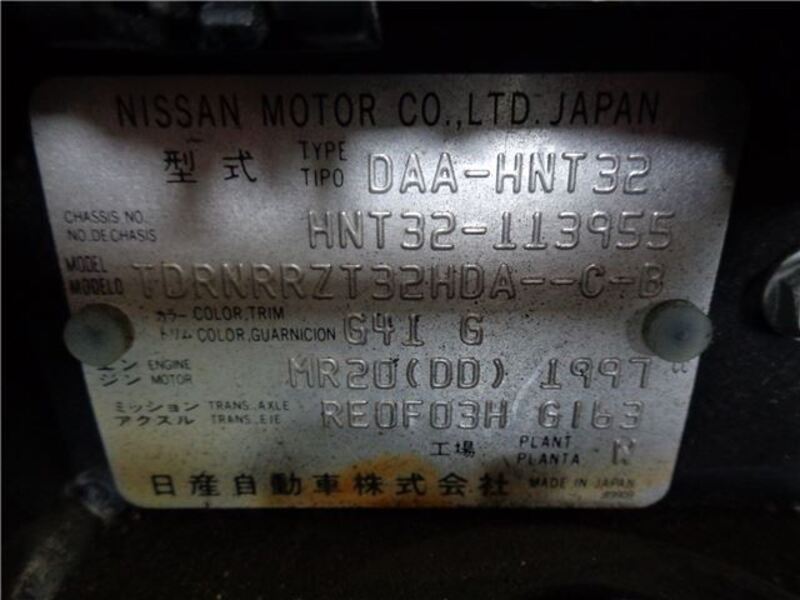 NISSAN MOTOR CO.,LTD. JAPAN
型式 TYPE TIPO DAA-HNT32
CHASSIS NO. NO. DE CHASIS HNT32-113955
MODEL MODELO TDRNRRZT32HDA--C-B
カラー COLOR, TRIM
トリム COLOR, GUARNICION G41 G
エンジン ENGINE MOTOR MR20(DD) 1997 cc
ミッション TRANS., AXLE
アクスル TRANS., EJE RE0F03H G163
工場 PLANT PLANTA N
日産自動車株式会社 MADE IN JAPAN